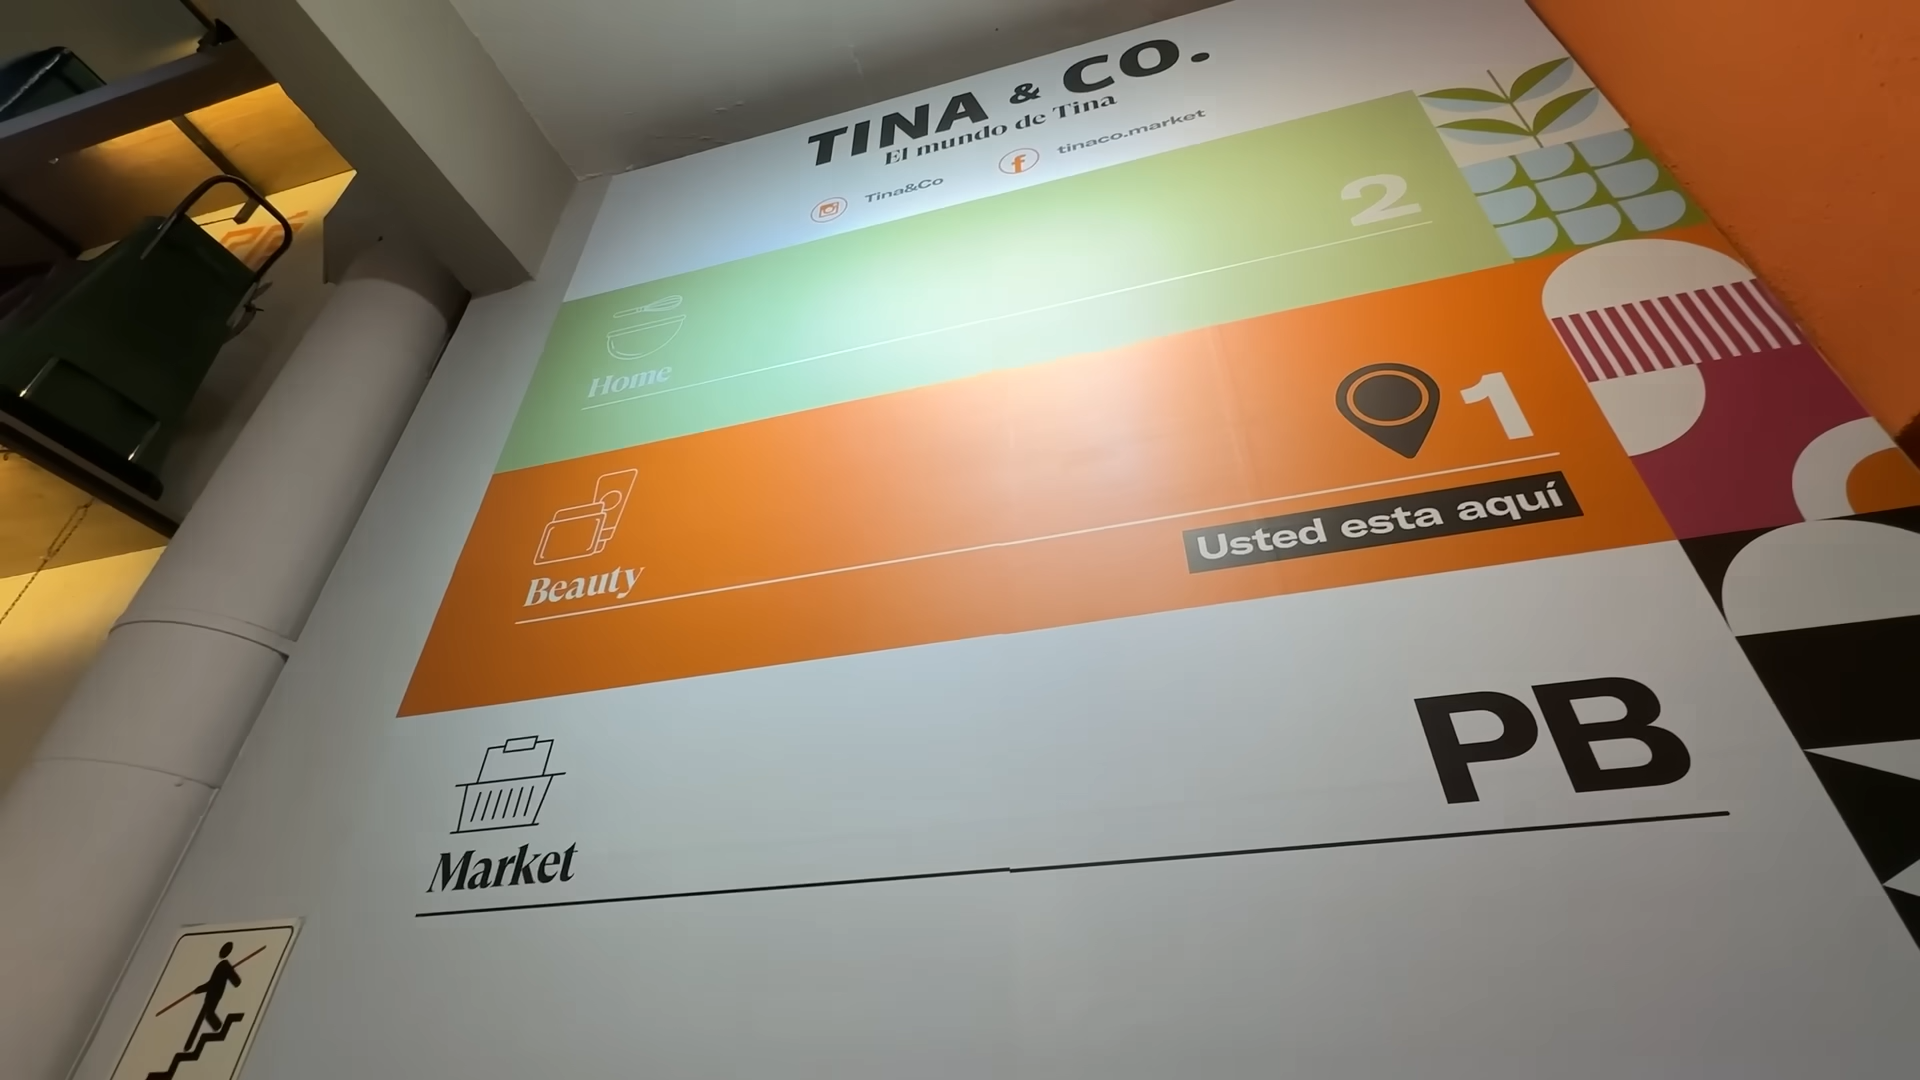 TINA & CO.
El mundo de Tina
Tina&Co
tinaco.market
2
Home
1
Usted esta aquí
Beauty
PB
Market